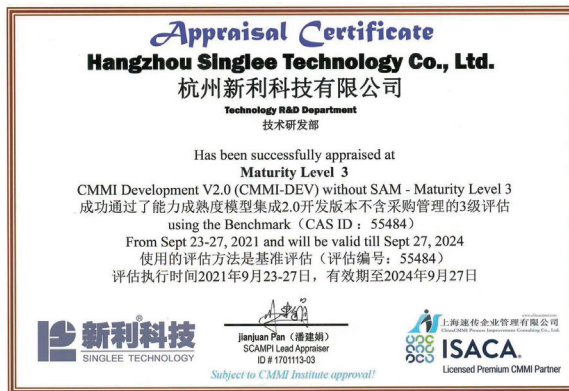 Appraisal Certificate
Hangzhou Singlee Technology Co., Ltd.
杭州新利科技有限公司
Technology R&D Department
技术研发部
Has been successfully appraised at
Maturity Level 3
CMMI Development V2.0 (CMMI-DEV) without SAM - Maturity Level 3
成功通过了能力成熟度模型集成2.0开发版本不含采购管理的3级评估
using the Benchmark（CAS ID： 55484）
From Sept 23-27, 2021 and will be valid till Sept 27, 2024
使用的评估方法是基准评估（评估编号：55484）
评估执行时间2021年9月23-27日，有效期至2024年9月27日
新利科技
SINGLEE TECHNOLOGY
jianjuan Pan（潘建娟）
SCAMPI Lead Appraiser
ID # 1701113-03
Subject to CMMI Institute approval!
上海速传企业管理有限公司
ChinaCMMI Process Improvement Consulting Co., Ltd.
ISACA.
Licensed Premium CMMI Partner